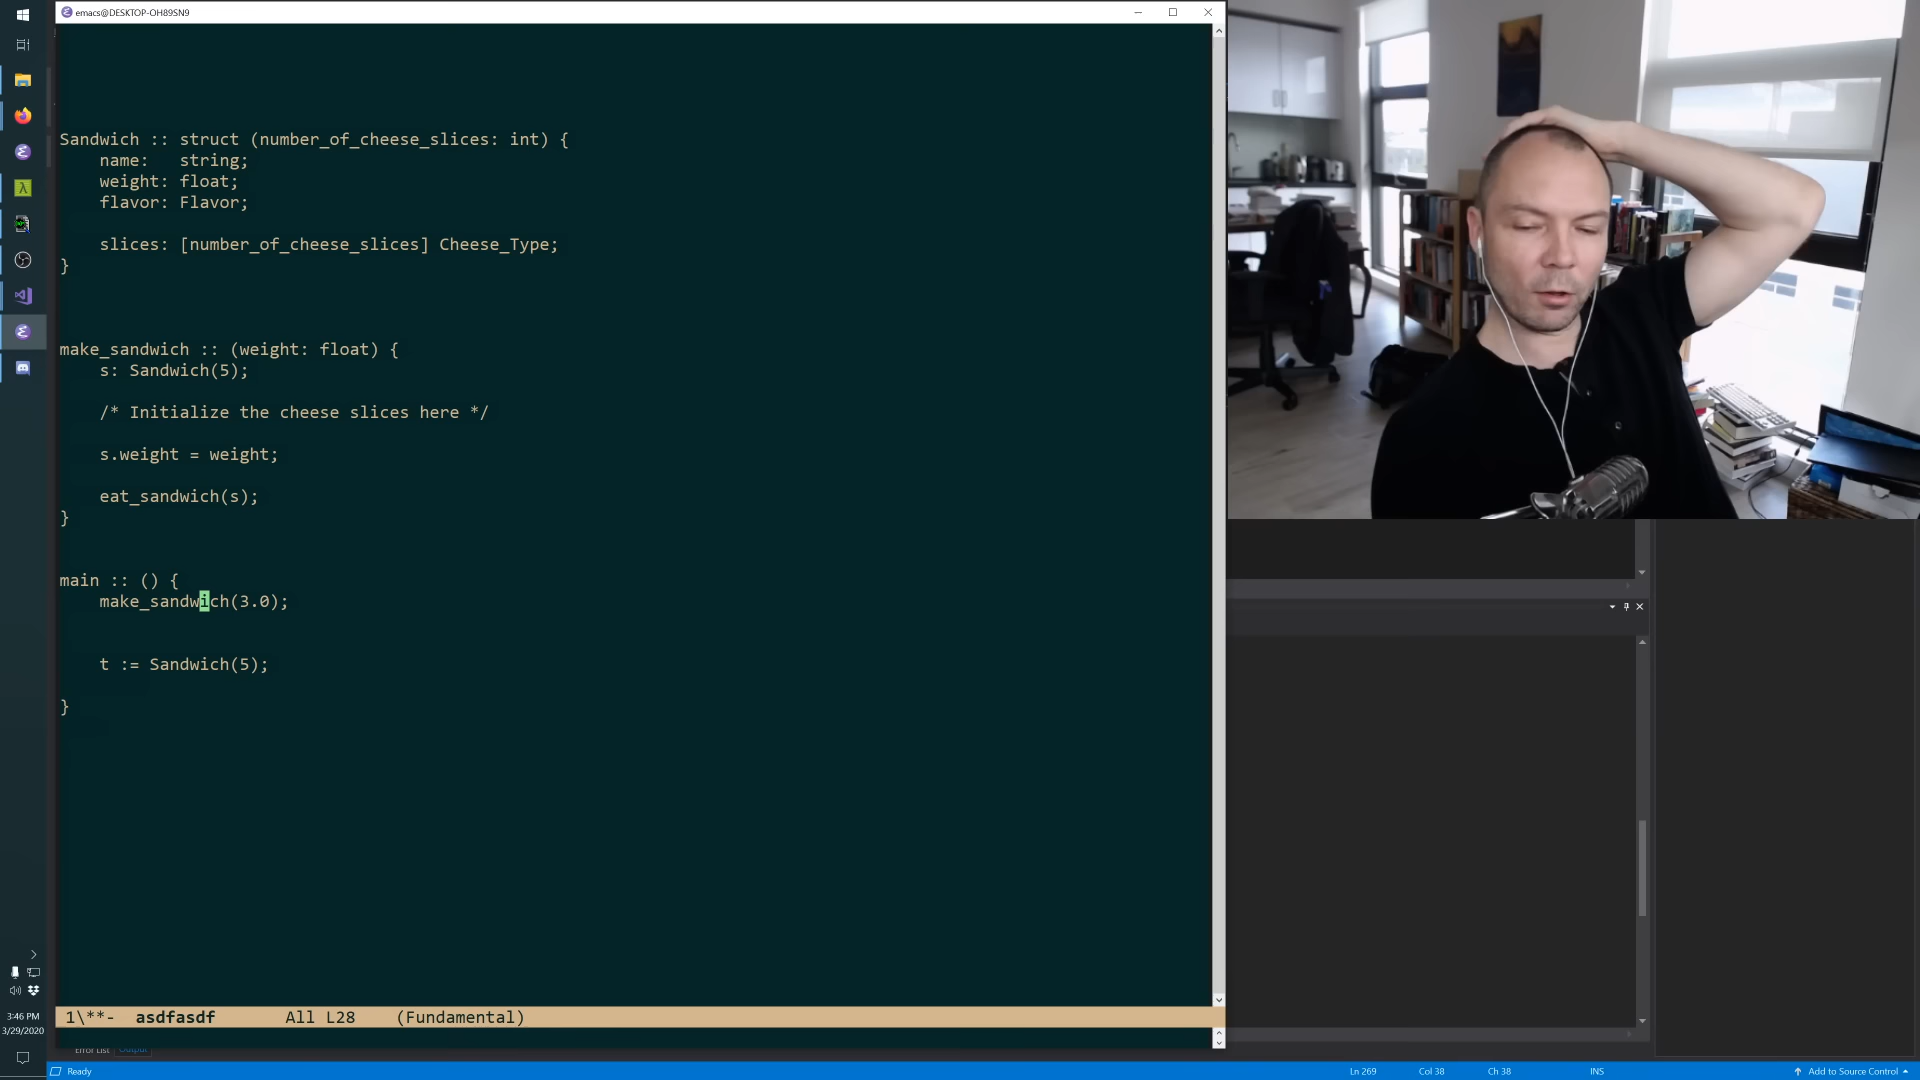 emacs@DESKTOP-OH89SN9
Sandwich :: struct (number_of_cheese_slices: int) {
    name:   string;
    weight: float;
    flavor: Flavor;
    slices: [number_of_cheese_slices] Cheese_Type;
}
make_sandwich :: (weight: float) {
    s: Sandwich(5);
    /* Initialize the cheese slices here */
    s.weight = weight;
    eat_sandwich(s);
}
main :: () {
    make_sandwich(3.0);
    t := Sandwich(5);
}
1\**-  asdfasdf       All L28    (Fundamental)
3:46 PM
3/29/2020
Error List Output
Ready Ln 269 Col 38 Ch 38 INS Add to Source Control